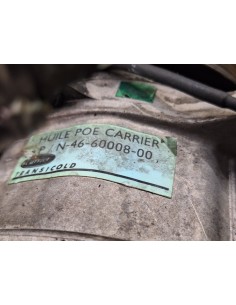 HUILE POE CARRIER
N-46-60008-00
TRANSICOLD